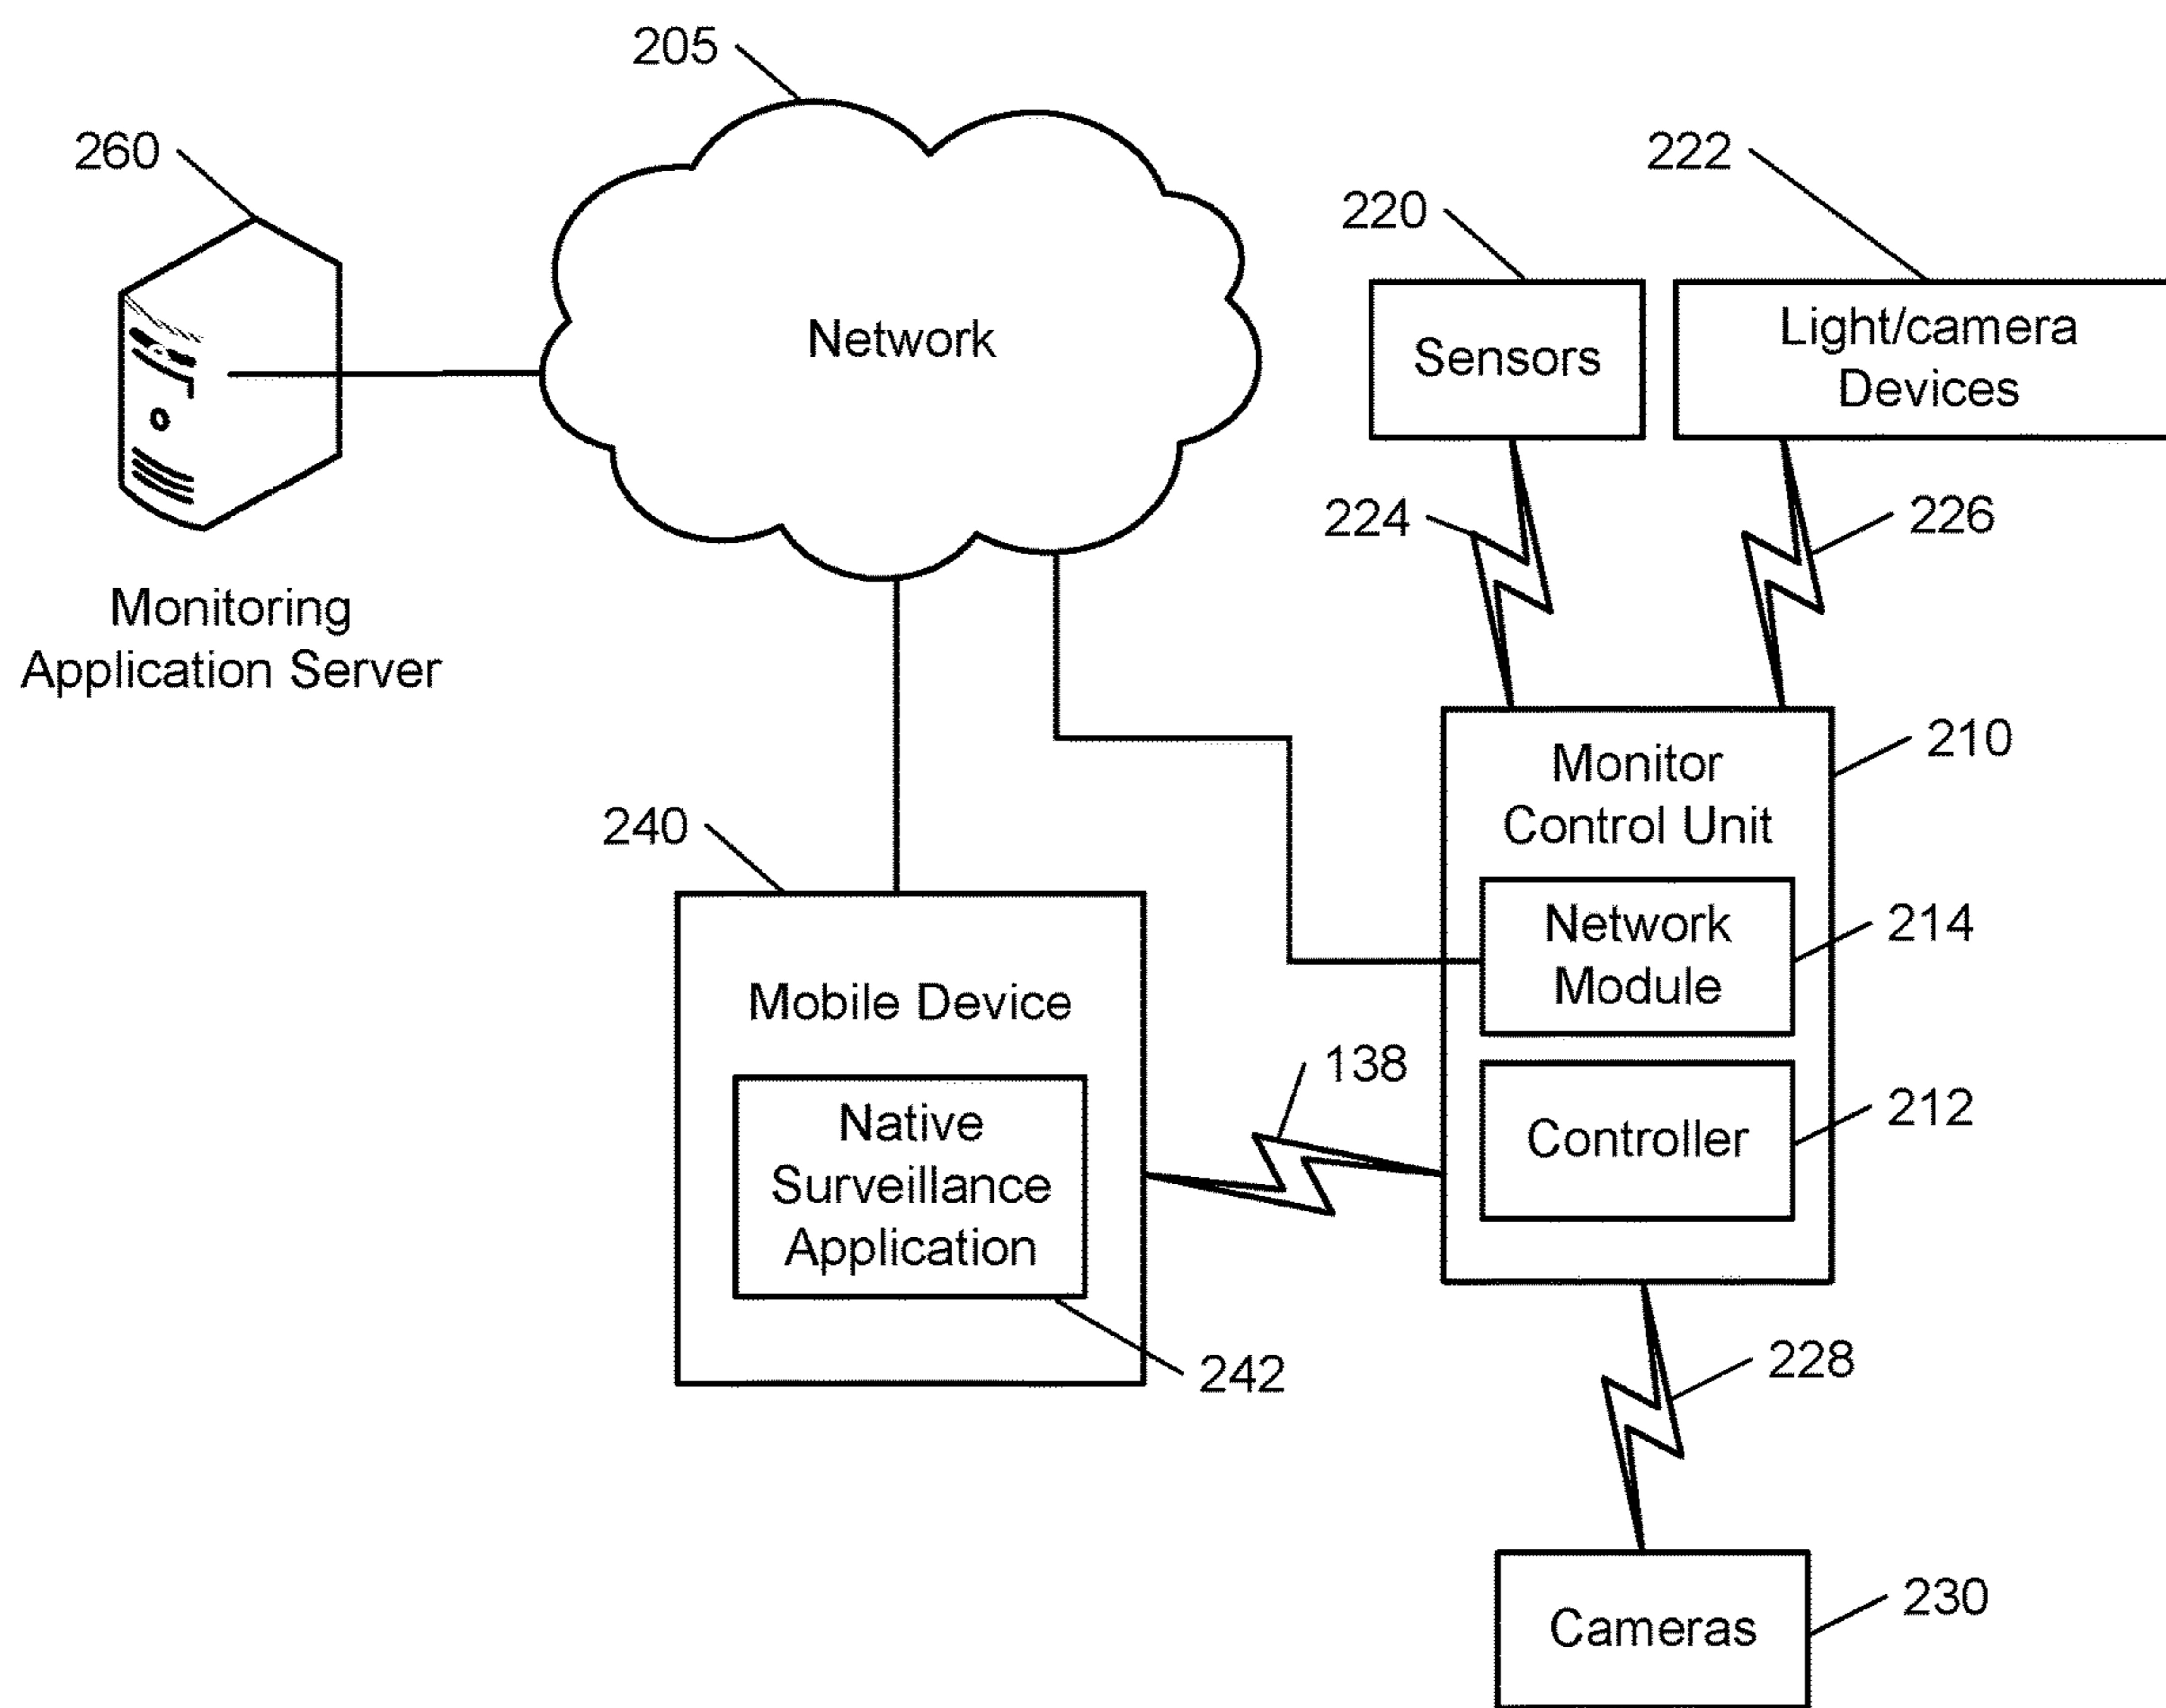 205
260
222
220
Network
Sensors
Light/camera
Devices
224
226
Monitoring
Application Server
210
Monitor
Control Unit
240
Network
Module
214
Mobile Device
138
Controller
212
Native
Surveillance
Application
242
228
Cameras
230